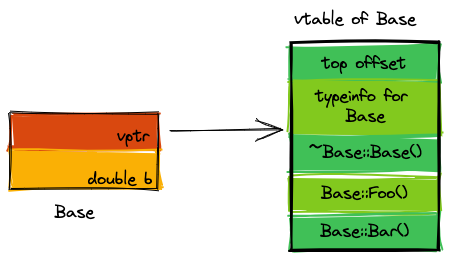 vtable of Base
top offset
typeinfo for
Base
~Base::Base()
Base::Foo()
Base::Bar()
vptr
double b
Base